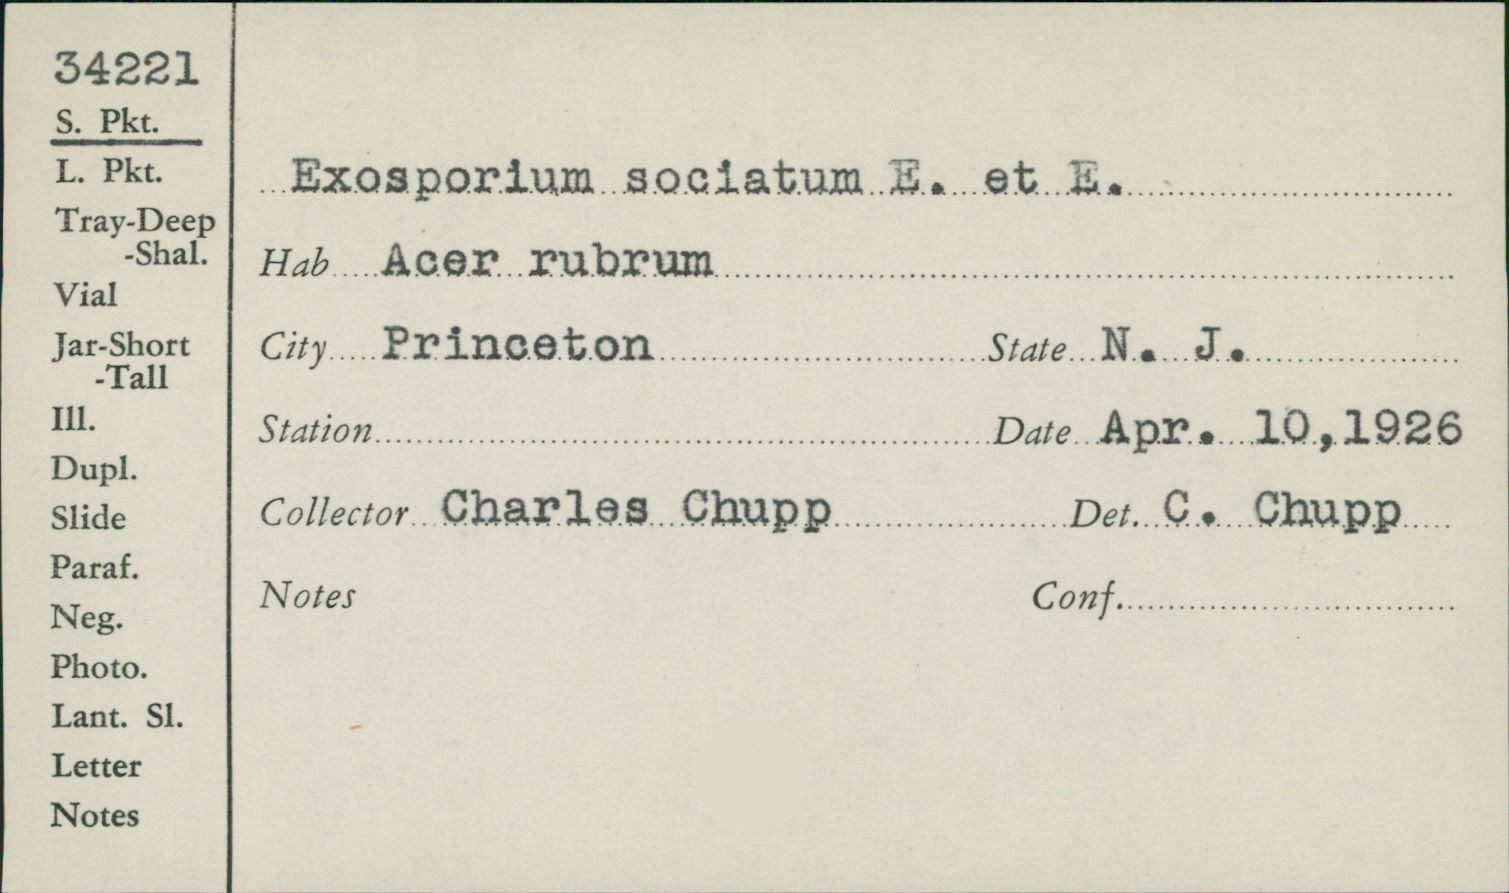 34221
S. Pkt.
L. Pkt.
Tray-Deep
-Shal.
Vial
Jar-Short
-Tall
Ill.
Dupl.
Slide
Paraf.
Neg.
Photo.
Lant. Sl.
Letter
Notes
Exosporium sociatum E. et E.
Hab Acer rubrum
City Princeton State N. J.
Station Date Apr. 10,1926
Collector Charles Chupp Det. C. Chupp
Notes Conf.